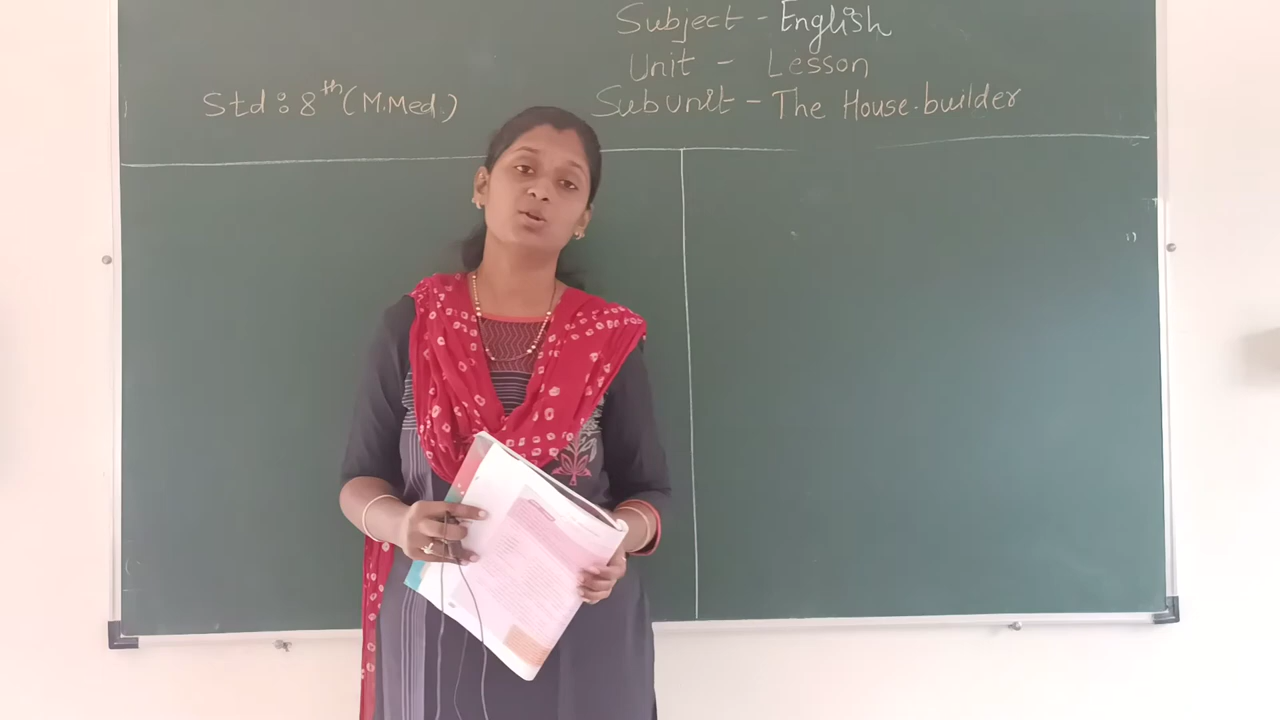 Subject - English
Unit - Lesson
Std : 8th (M.Med.)
Subunit - The House-builder